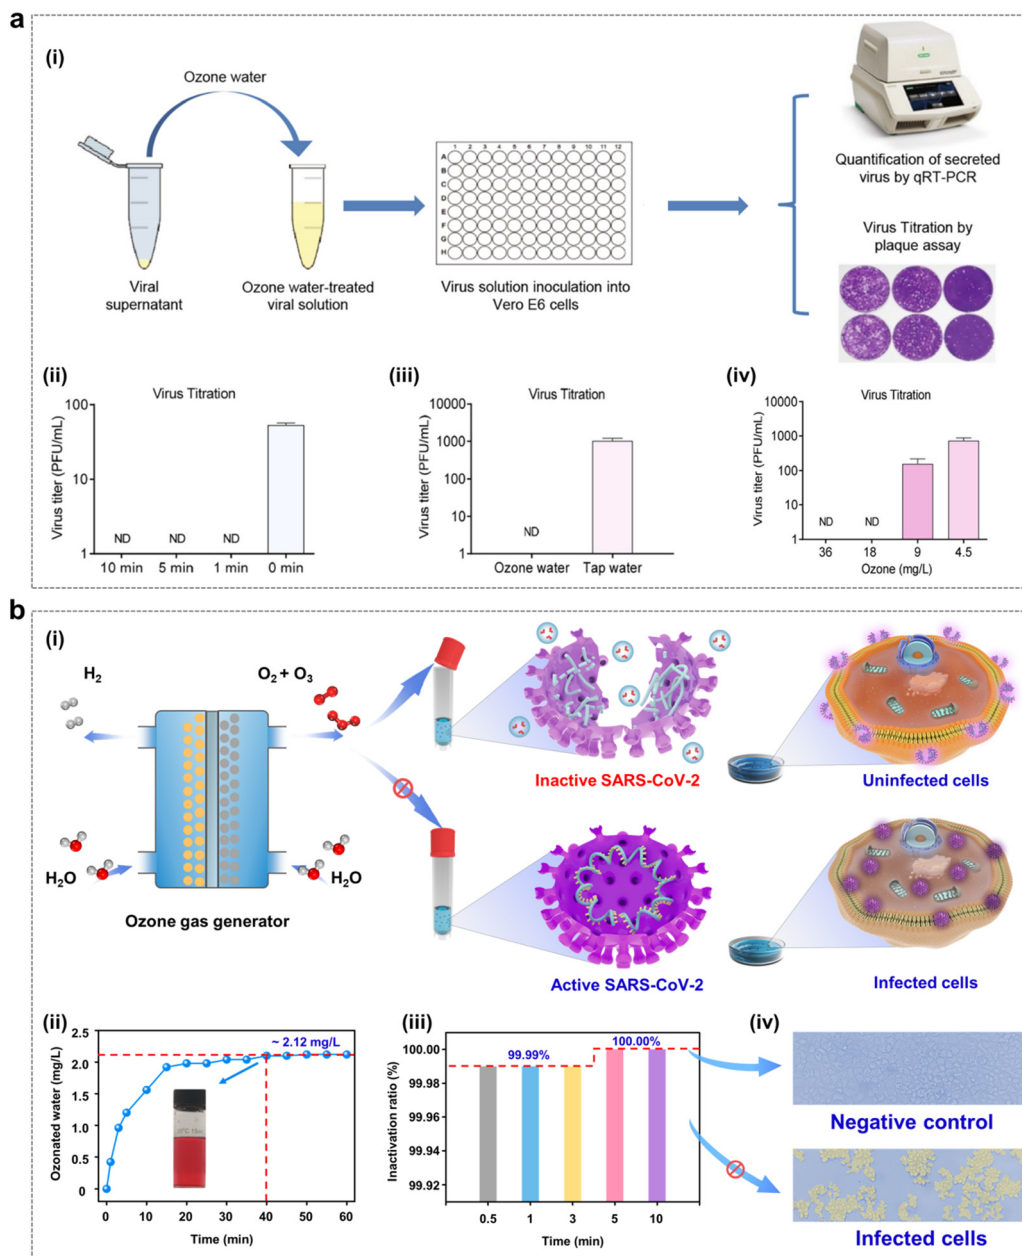 a
(i)
Ozone water
Viral
supernatant
Ozone water-treated
viral solution
1 2 3 4 5 6 7 8 9 10 11 12
A
B
C
D
E
F
G
H
Virus solution inoculation into
Vero E6 cells
Quantification of secreted
virus by qRT-PCR
Virus Titration by
plaque assay
(ii)
Virus Titration
Virus titer (PFU/mL)
100
10
1
ND
ND
ND
10 min
5 min
1 min
0 min
(iii)
Virus Titration
Virus titer (PFU/mL)
10000
1000
100
10
1
ND
Ozone water
Tap water
(iv)
Virus Titration
Virus titer (PFU/mL)
10000
1000
100
10
1
ND
ND
36
18
9
4.5
Ozone (mg/L)
b
(i)
H2
O2 + O3
H2O
H2O
Ozone gas generator
Inactive SARS-CoV-2
Uninfected cells
Active SARS-CoV-2
Infected cells
(ii)
Ozonated water (mg/L)
2.5
2.0
1.5
1.0
0.5
0
~ 2.12 mg/L
0 10 20 30 40 50 60
Time (min)
(iii)
Inactivation ratio (%)
100.00
99.98
99.96
99.94
99.92
99.99%
100.00%
0.5 1 3 5 10
Time (min)
(iv)
Negative control
Infected cells